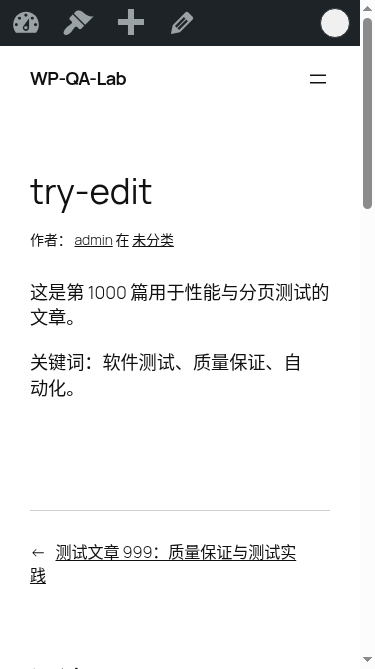 WP-QA-Lab
try-edit
作者： admin 在 未分类
这是第 1000 篇用于性能与分页测试的
文章。
关键词：软件测试、质量保证、自
动化。
← 测试文章 999：质量保证与测试实
践